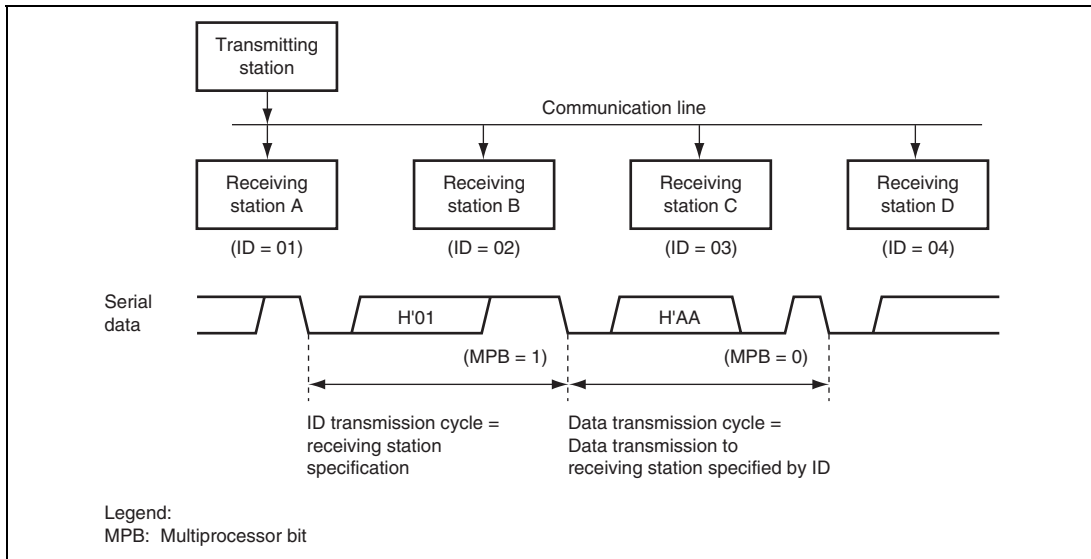 Transmitting
station
Communication line
Receiving
station A
Receiving
station B
Receiving
station C
Receiving
station D
(ID = 01)
(ID = 02)
(ID = 03)
(ID = 04)
Serial
data
H'01
H'AA
(MPB = 1)
(MPB = 0)
ID transmission cycle =
receiving station
specification
Data transmission cycle =
Data transmission to
receiving station specified by ID
Legend:
MPB: Multiprocessor bit